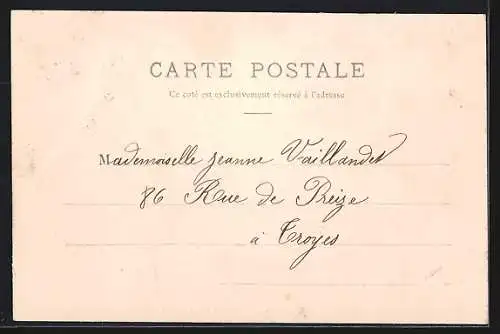 CARTE POSTALE
Ce coté est exclusivement réservé à l'adresse
Mademoiselle Jeanne Vaillandet
86 Rue de Preize
à Troyes